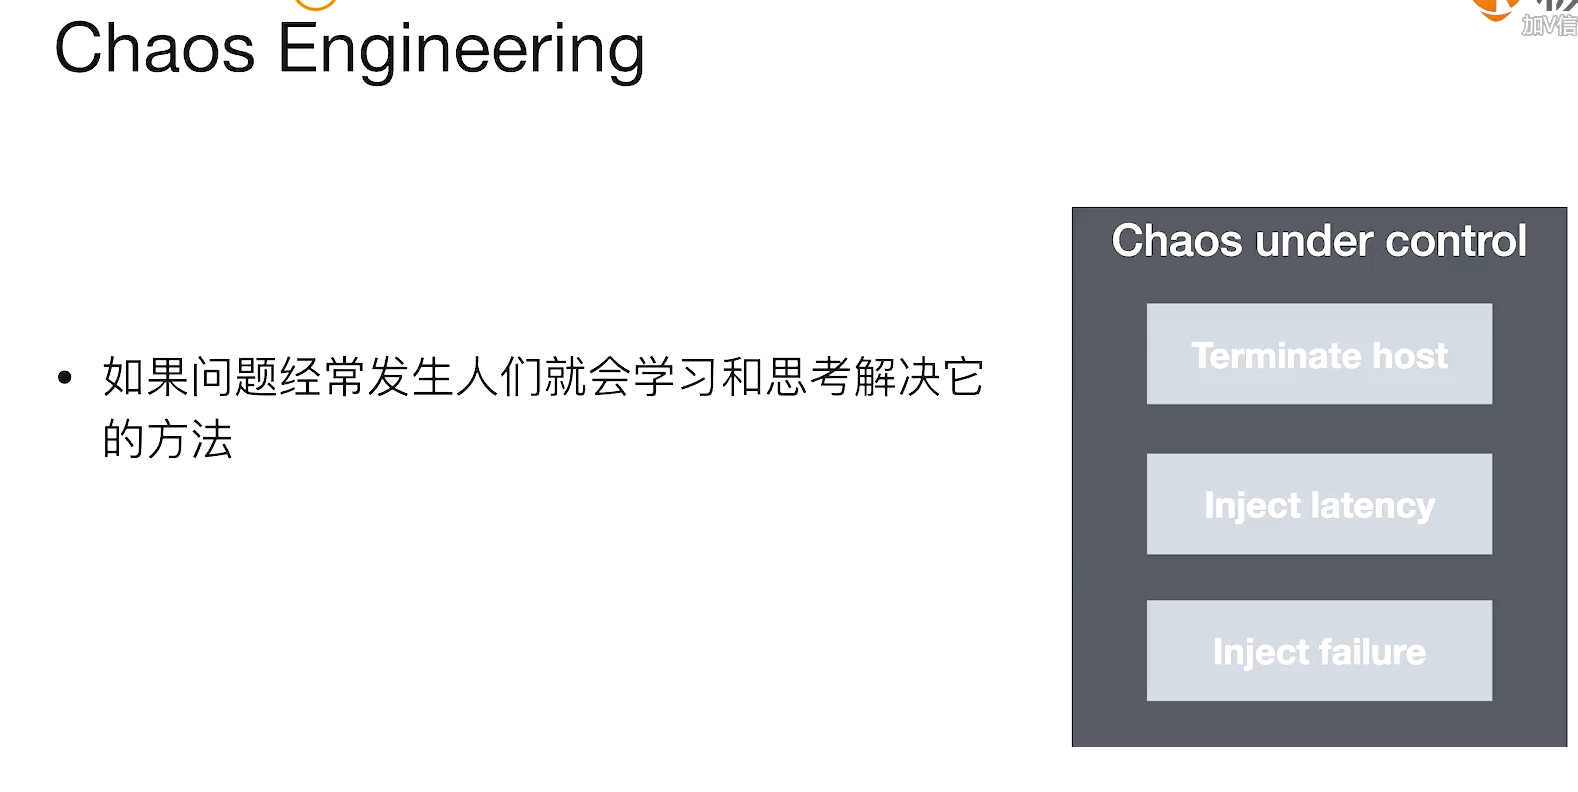 Chaos Engineering
加V信
• 如果问题经常发生人们就会学习和思考解决它
的方法
Chaos under control
Terminate host
Inject latency
Inject failure